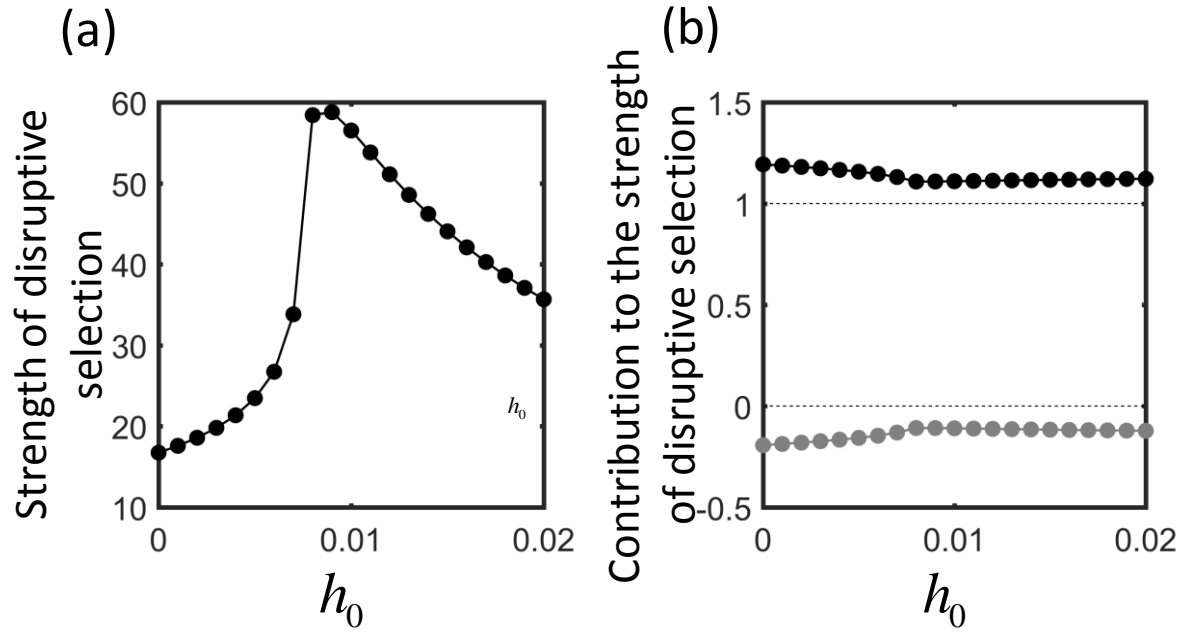 (a)
Strength of disruptive
selection
60
50
40
30
20
10
0
0.01
0.02
h₀
h₀
(b)
Contribution to the strength
of disruptive selection
1.5
1
0.5
0
-0.5
0
0.01
0.02
h₀